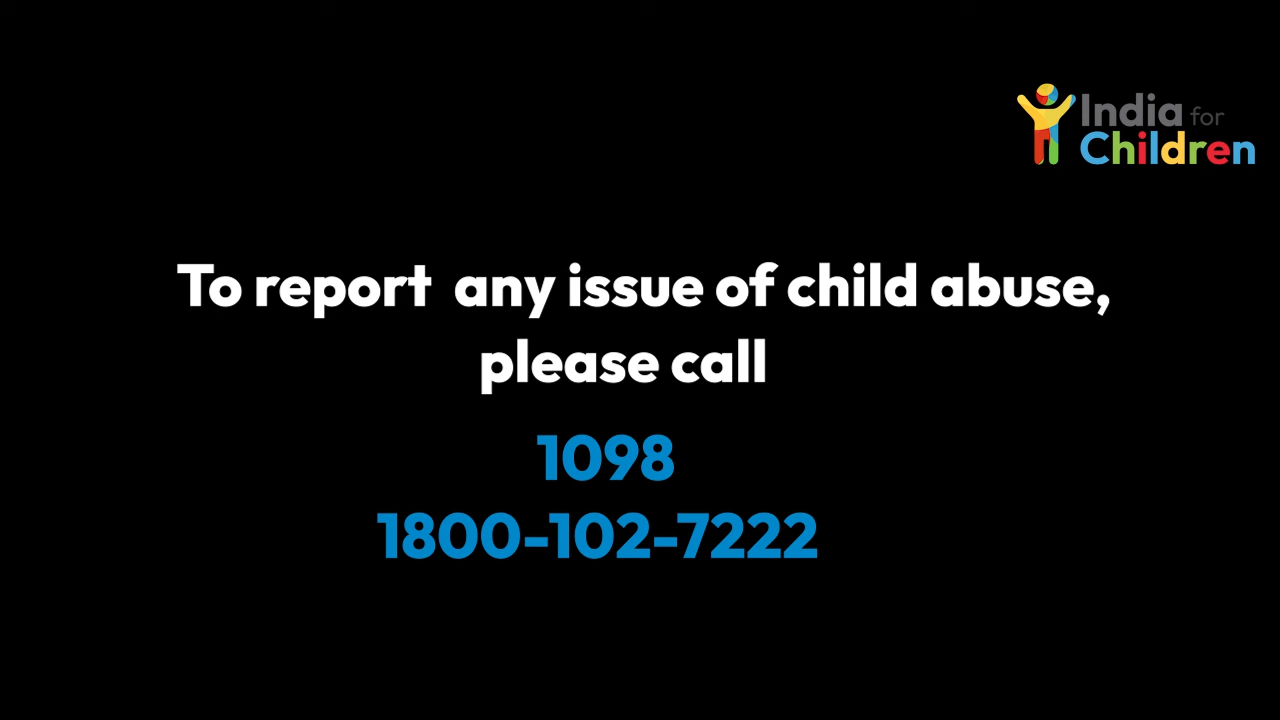 India for
Children
To report any issue of child abuse,
please call
1098
1800-102-7222